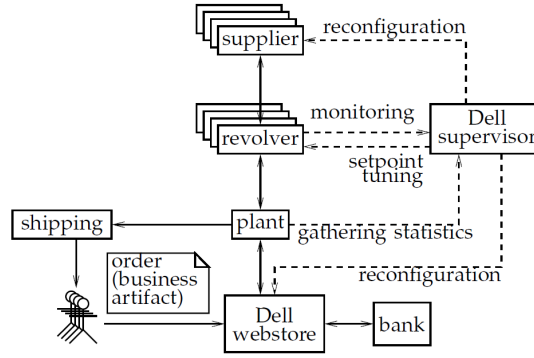 reconfiguration
supplier
monitoring
Dell
supervisor
revolver
setpoint
tuning
shipping
plant
gathering statistics
order
(business
artifact)
reconfiguration
Dell
webstore
bank